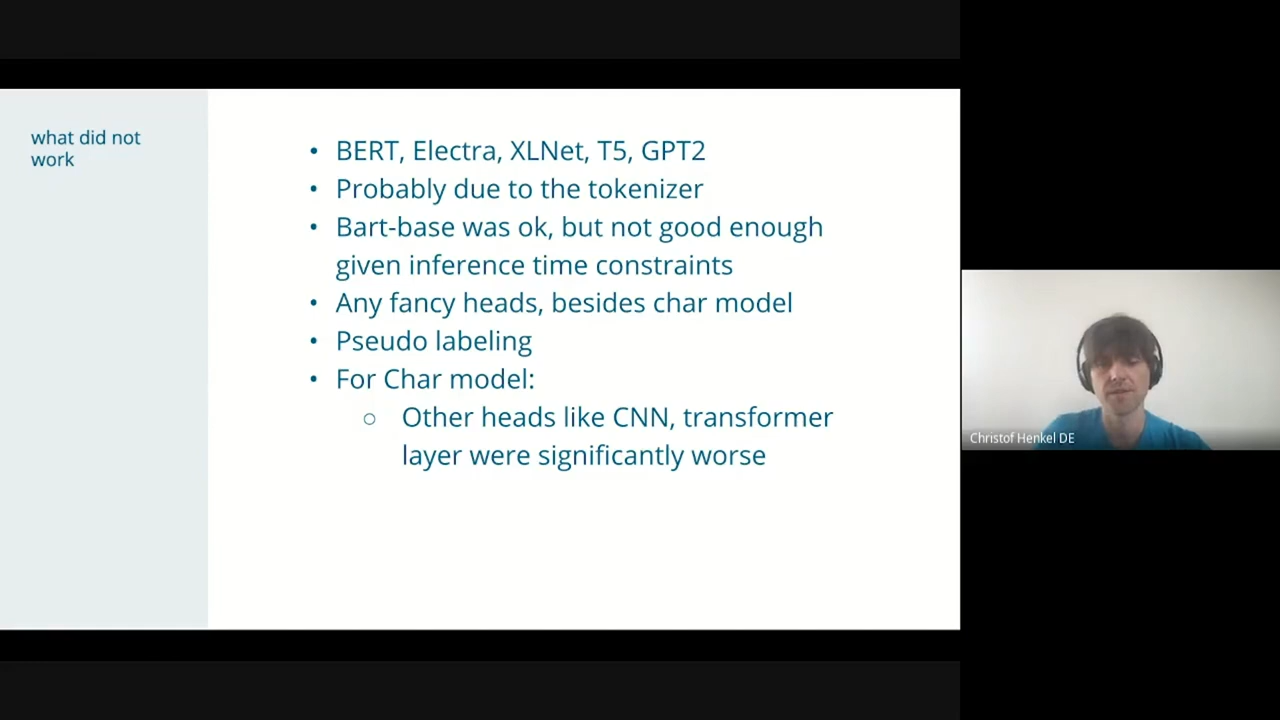 what did not
work
• BERT, Electra, XLNet, T5, GPT2
• Probably due to the tokenizer
• Bart-base was ok, but not good enough
given inference time constraints
• Any fancy heads, besides char model
• Pseudo labeling
• For Char model:
○ Other heads like CNN, transformer
layer were significantly worse
Christof Henkel DE